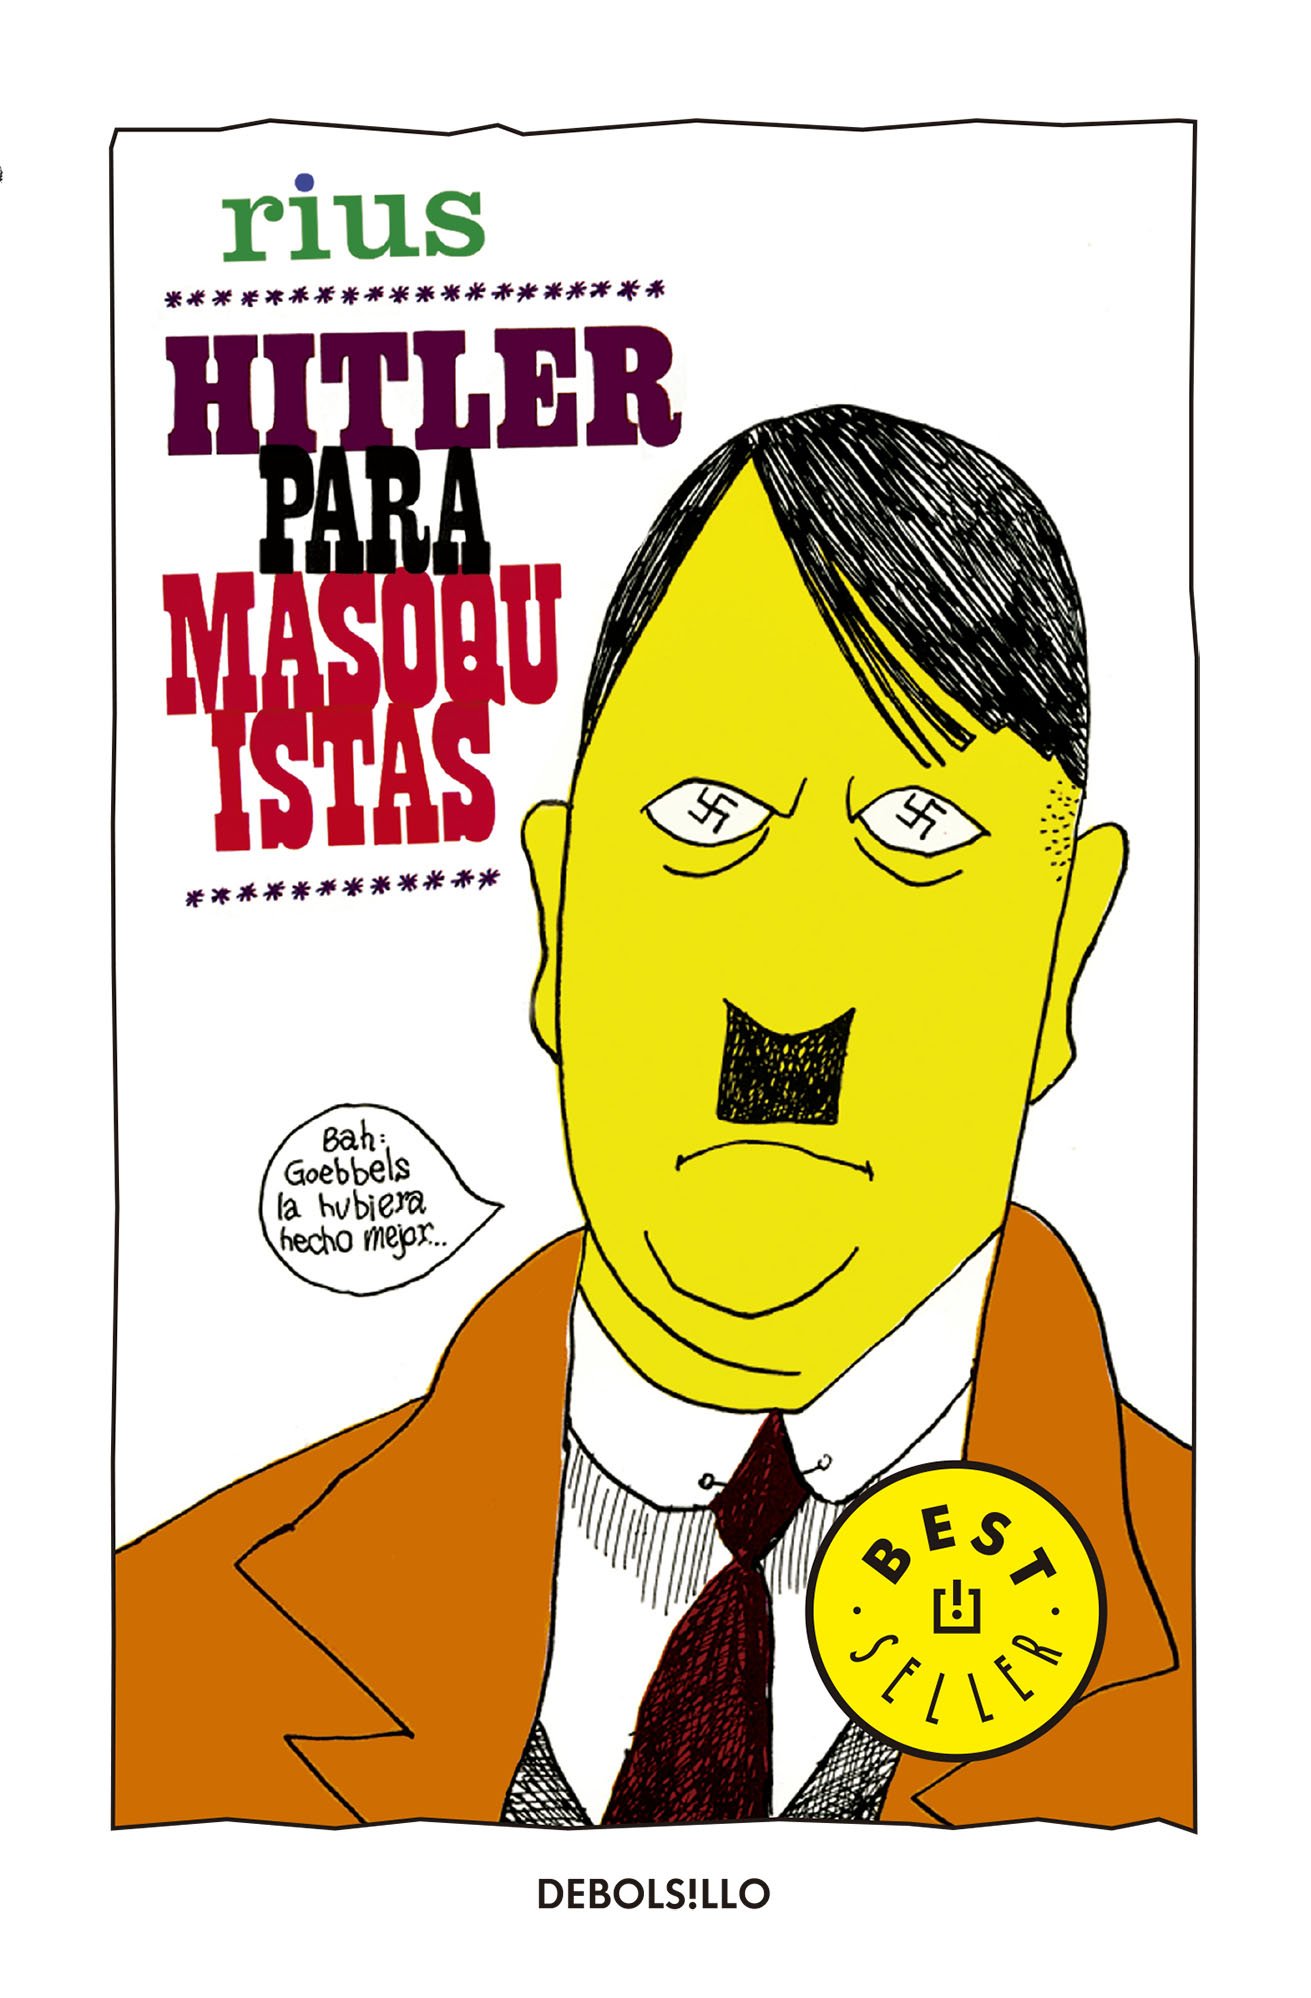 rius
********************
HITLER
PARA
MASOQU
ISTAS
*************
Bah:
Goebbels
la hubiera
hecho mejor...
BEST
SELLER
DEBOLS!LLO